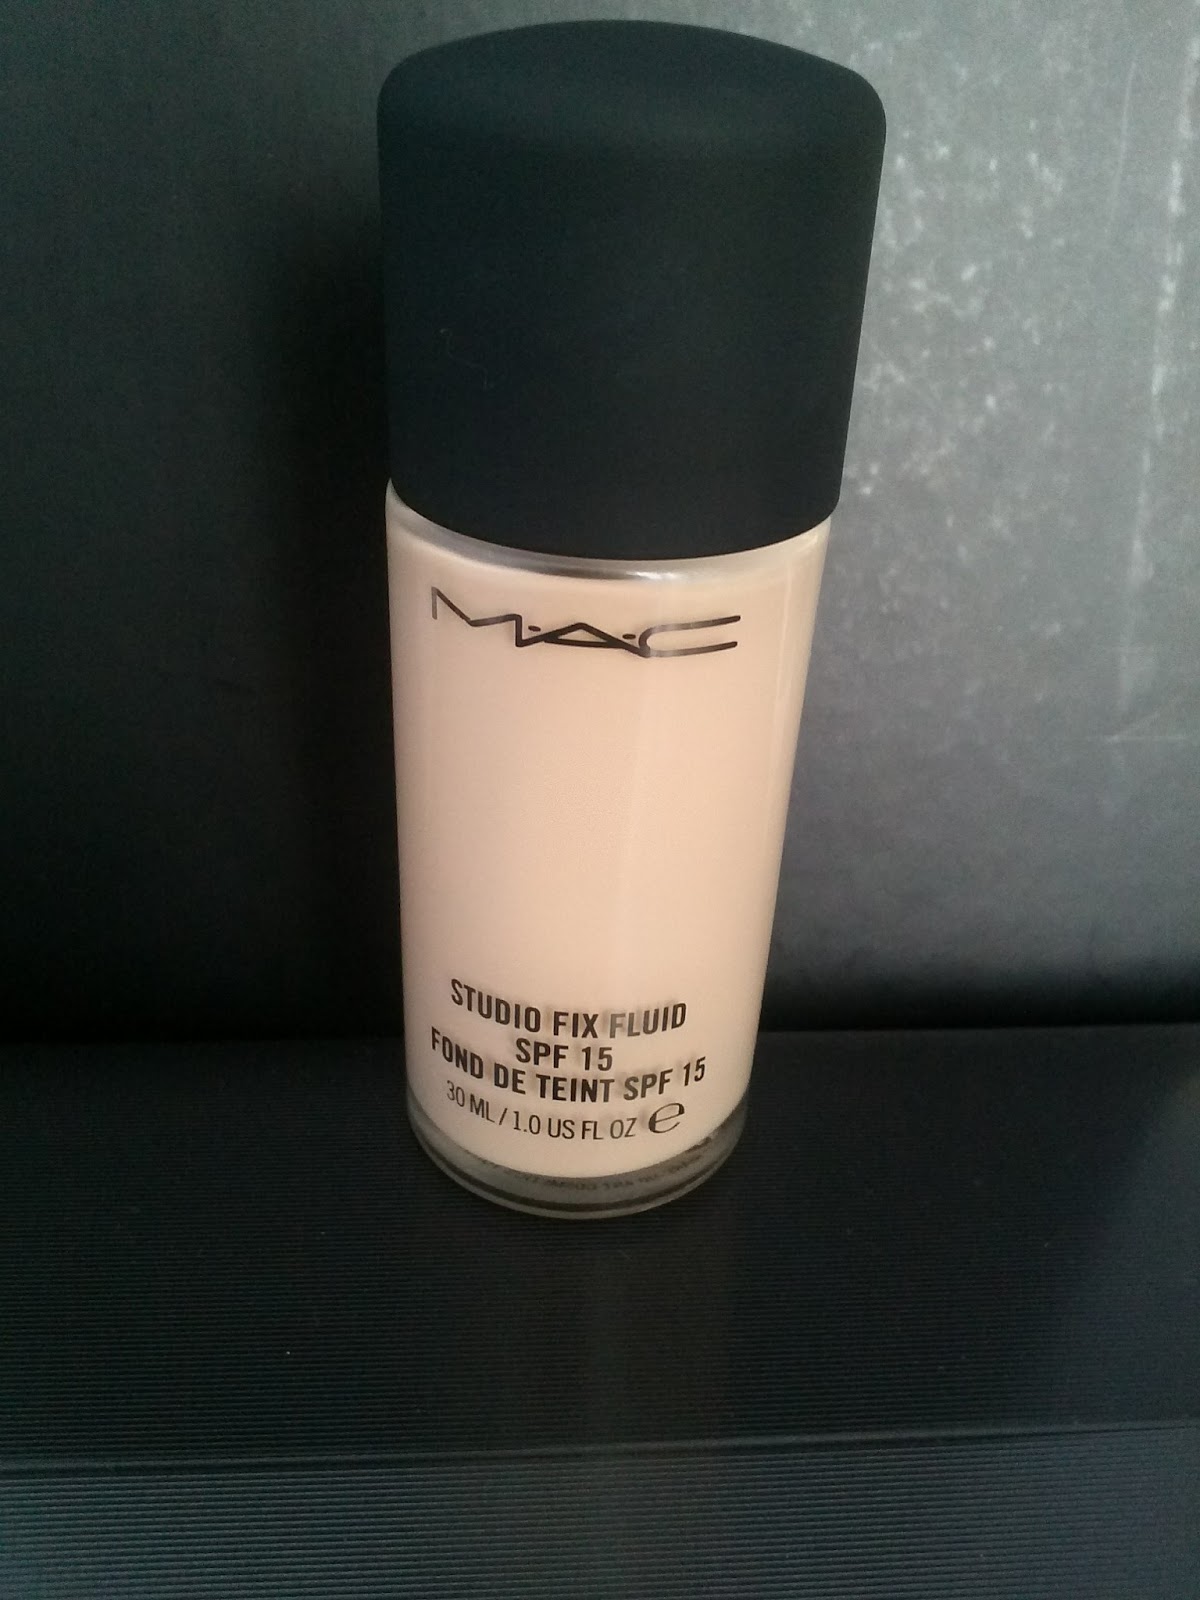 M·A·C
STUDIO FIX FLUID
SPF 15
FOND DE TEINT SPF 15
30 ML / 1.0 US FL OZ ℮